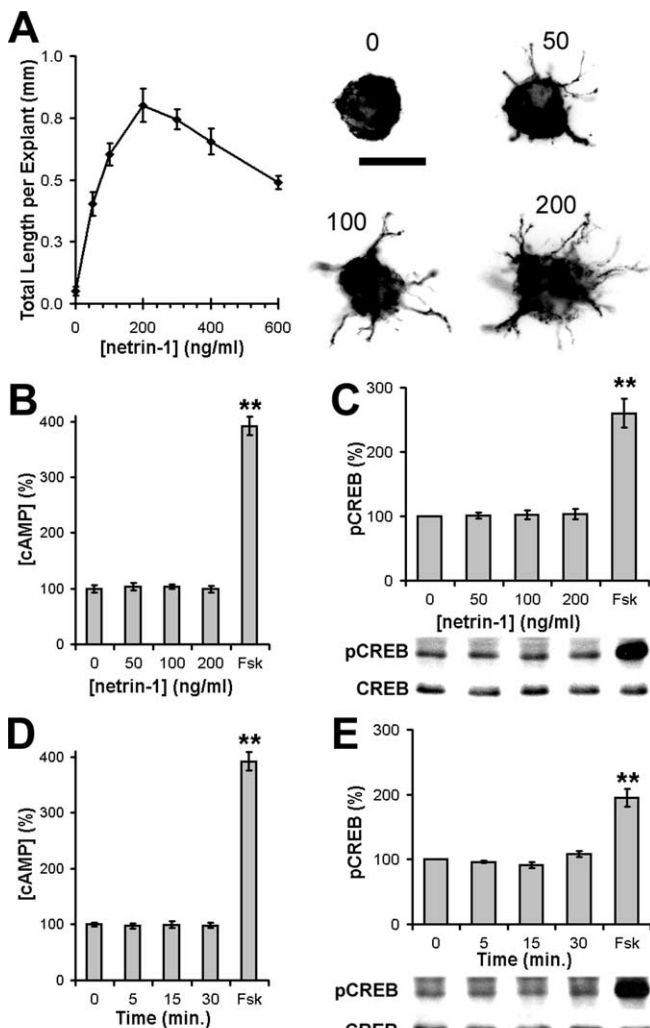 A
Total Length per Explant (mm)
1.0
0.8
0.5
0.3
0.0
0 200 400 600
[netrin-1] (ng/ml)
0 50
100 200
B
[cAMP] (%)
400
300
200
100
0
**
0 50 100 200 Fsk
[netrin-1] (ng/ml)
C
pCREB (%)
300
200
100
0
**
0 50 100 200 Fsk
[netrin-1] (ng/ml)
pCREB
CREB
D
[cAMP] (%)
400
300
200
100
0
**
0 5 15 30 Fsk
Time (min.)
E
pCREB (%)
300
200
100
0
**
0 5 15 30 Fsk
Time (min.)
pCREB